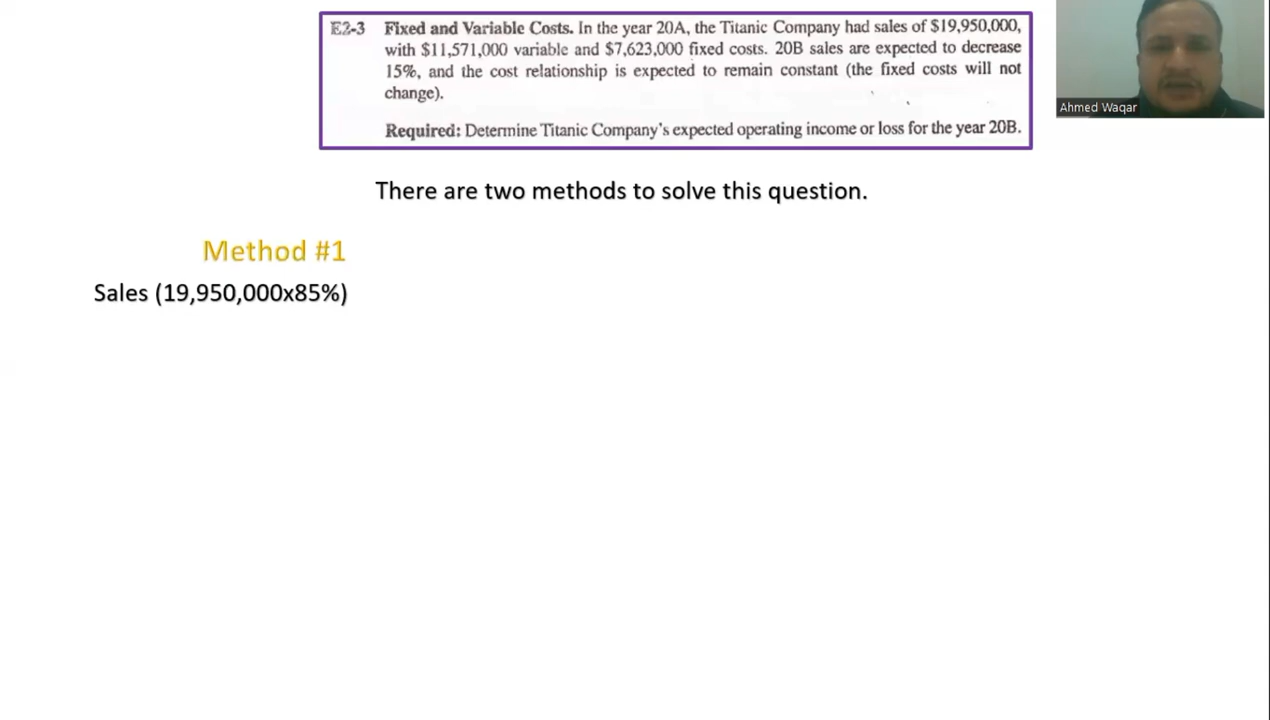 E2-3 Fixed and Variable Costs. In the year 20A, the Titanic Company had sales of $19,950,000,
with $11,571,000 variable and $7,623,000 fixed costs. 20B sales are expected to decrease
15%, and the cost relationship is expected to remain constant (the fixed costs will not
change).
Required: Determine Titanic Company's expected operating income or loss for the year 20B.
Ahmed Waqar
There are two methods to solve this question.
Method #1
Sales (19,950,000x85%)